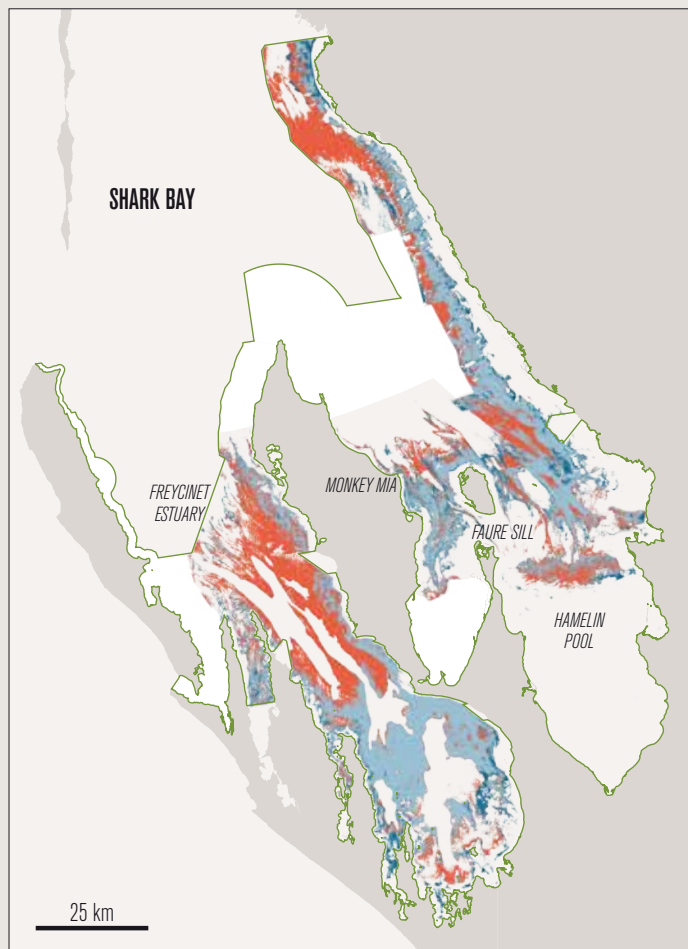 SHARK BAY
FREYCINET
ESTUARY
MONKEY MIA
FAURE SILL
HAMELIN
POOL
25 km